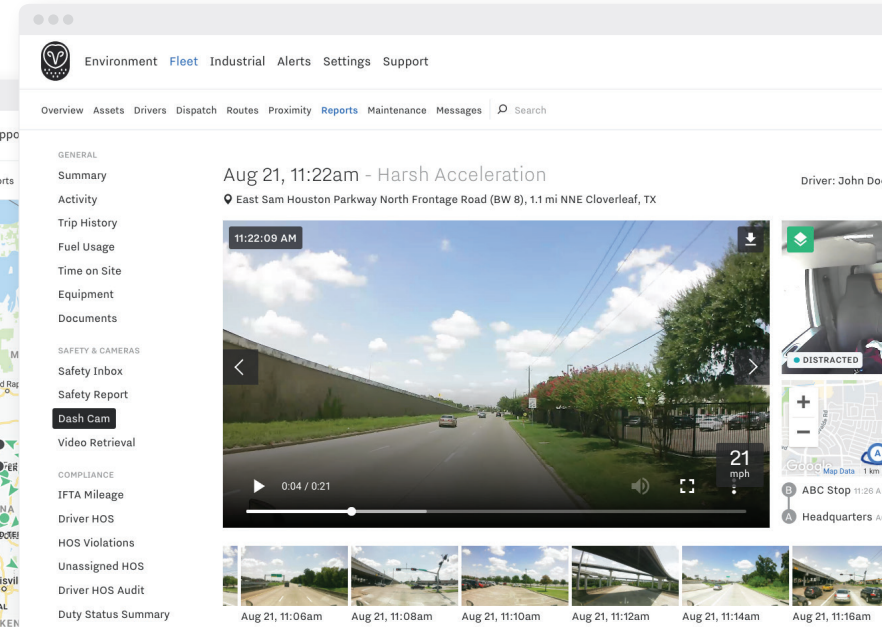 Environment Fleet Industrial Alerts Settings Support
Overview Assets Drivers Dispatch Routes Proximity Reports Maintenance Messages Search
GENERAL
Summary
Activity
Trip History
Fuel Usage
Time on Site
Equipment
Documents
SAFETY & CAMERAS
Safety Inbox
Safety Report
Dash Cam
Video Retrieval
COMPLIANCE
IFTA Mileage
Driver HOS
HOS Violations
Unassigned HOS
Driver HOS Audit
Duty Status Summary
Aug 21, 11:22am - Harsh Acceleration
Driver: John Do
East Sam Houston Parkway North Frontage Road (BW 8), 1.1 mi NNE Cloverleaf, TX
11:22:09 AM
21
mph
0:04 / 0:21
DISTRACTED
+
−
Google
Map Data 1 km
A
B ABC Stop 11:26 A
A Headquarters
Aug 21, 11:06am
Aug 21, 11:08am
Aug 21, 11:10am
Aug 21, 11:12am
Aug 21, 11:14am
Aug 21, 11:16am